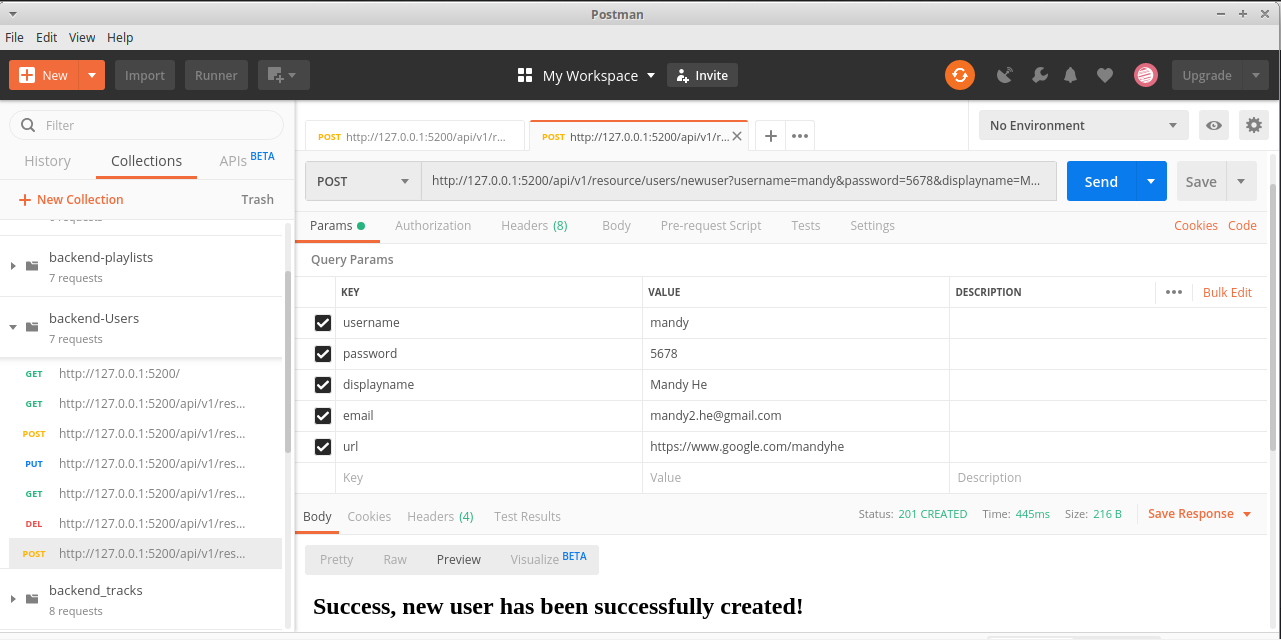 Postman
File Edit View Help
New Import Runner My Workspace Invite Upgrade
Filter
History Collections APIs BETA
New Collection Trash
backend-playlists
7 requests
backend-Users
7 requests
GET http://127.0.0.1:5200/
GET http://127.0.0.1:5200/api/v1/res...
POST http://127.0.0.1:5200/api/v1/res...
PUT http://127.0.0.1:5200/api/v1/res...
GET http://127.0.0.1:5200/api/v1/res...
DEL http://127.0.0.1:5200/api/v1/res...
POST http://127.0.0.1:5200/api/v1/res...
backend_tracks
8 requests
POST http://127.0.0.1:5200/api/v1/r... POST http://127.0.0.1:5200/api/v1/r...
No Environment
POST http://127.0.0.1:5200/api/v1/resource/users/newuser?username=mandy&password=5678&displayname=M... Send Save
Params Authorization Headers (8) Body Pre-request Script Tests Settings Cookies Code
Query Params
KEY VALUE DESCRIPTION Bulk Edit
username mandy
password 5678
displayname Mandy He
email mandy2.he@gmail.com
url https://www.google.com/mandyhe
Key Value Description
Body Cookies Headers (4) Test Results Status: 201 CREATED Time: 445ms Size: 216 B Save Response
Pretty Raw Preview Visualize BETA
Success, new user has been successfully created!